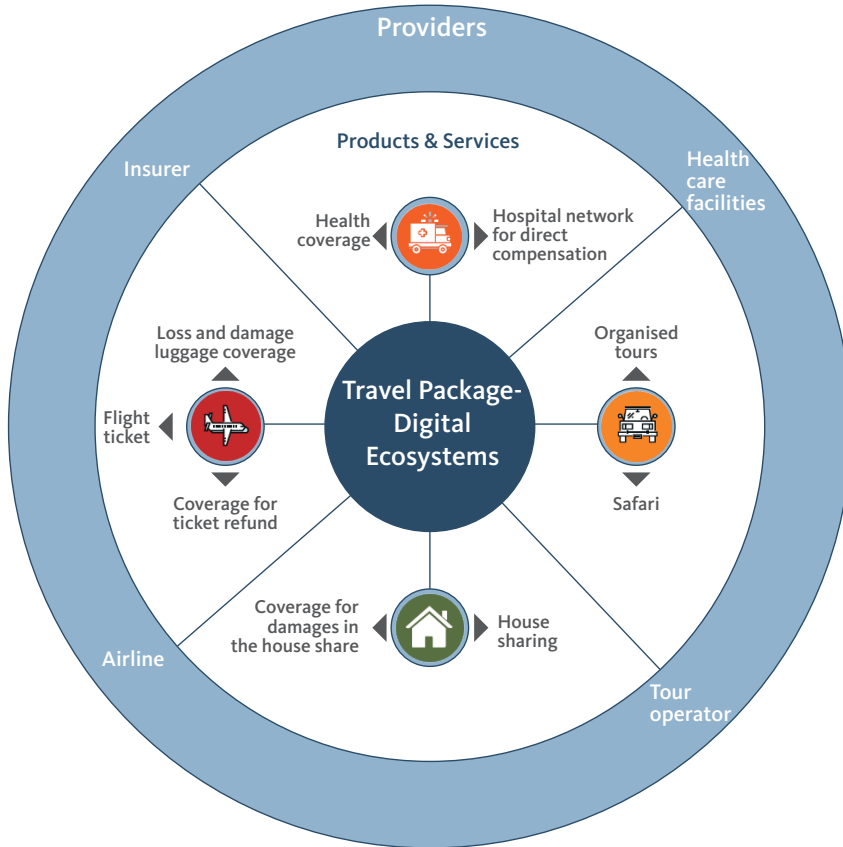 Providers
Products & Services
Insurer
Health
care
facilities
Health
coverage
Hospital network
for direct
compensation
Loss and damage
luggage coverage
Organised
tours
Travel Package-
Digital
Ecosystems
Flight
ticket
Coverage for
ticket refund
Safari
Coverage for
damages in
the house share
House
sharing
Airline
Tour
operator